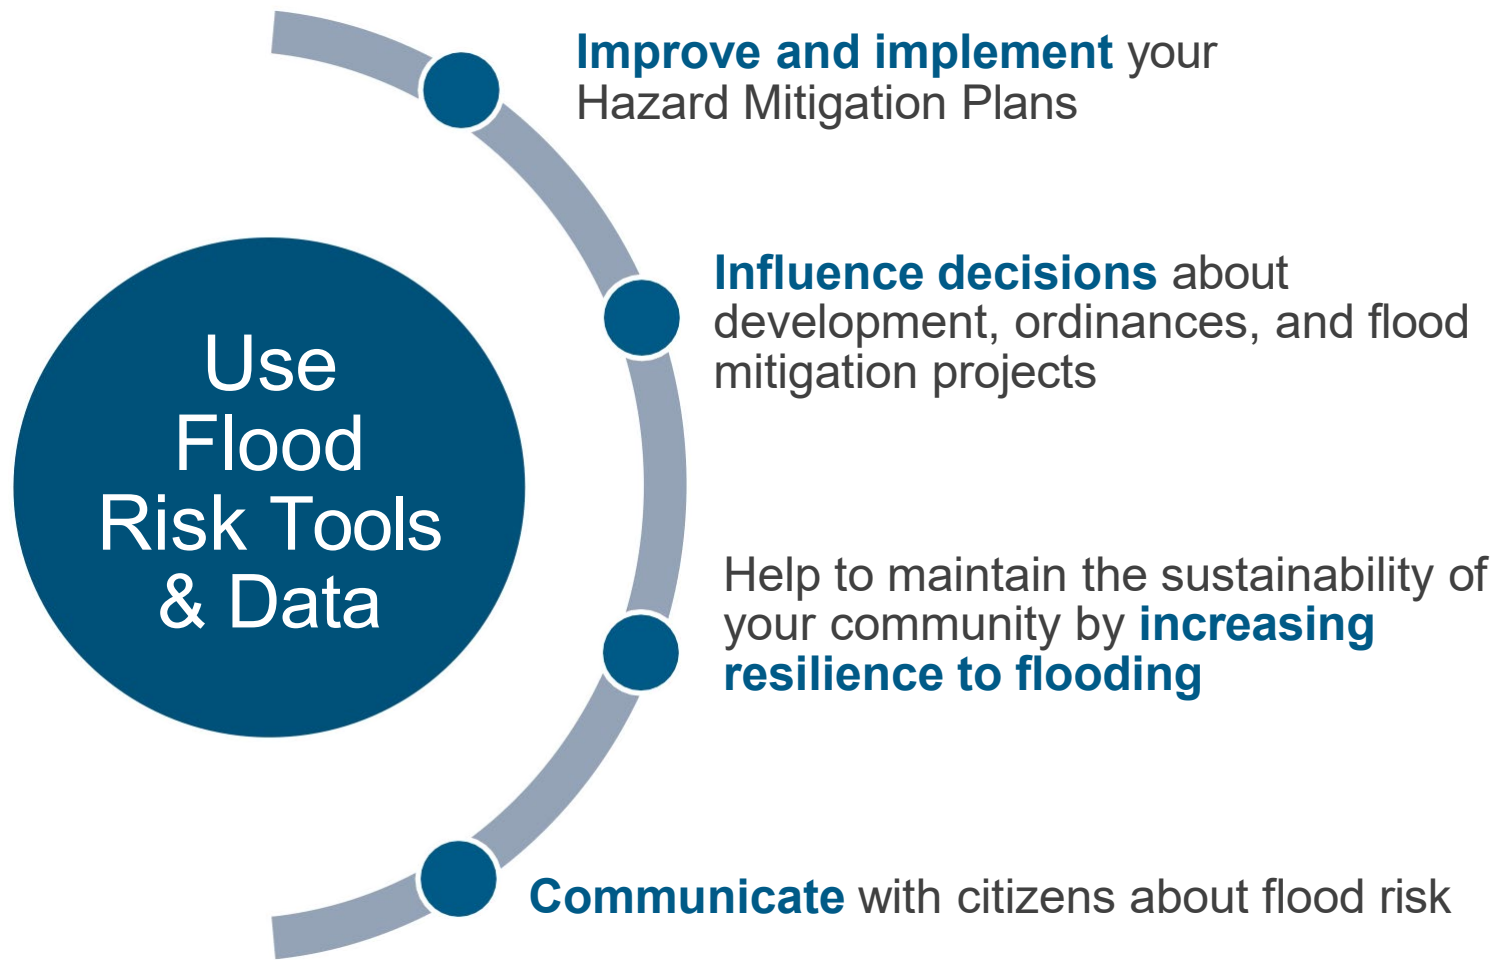 Use
Flood
Risk Tools
& Data
Improve and implement your
Hazard Mitigation Plans
Influence decisions about
development, ordinances, and flood
mitigation projects
Help to maintain the sustainability of
your community by increasing
resilience to flooding
Communicate with citizens about flood risk